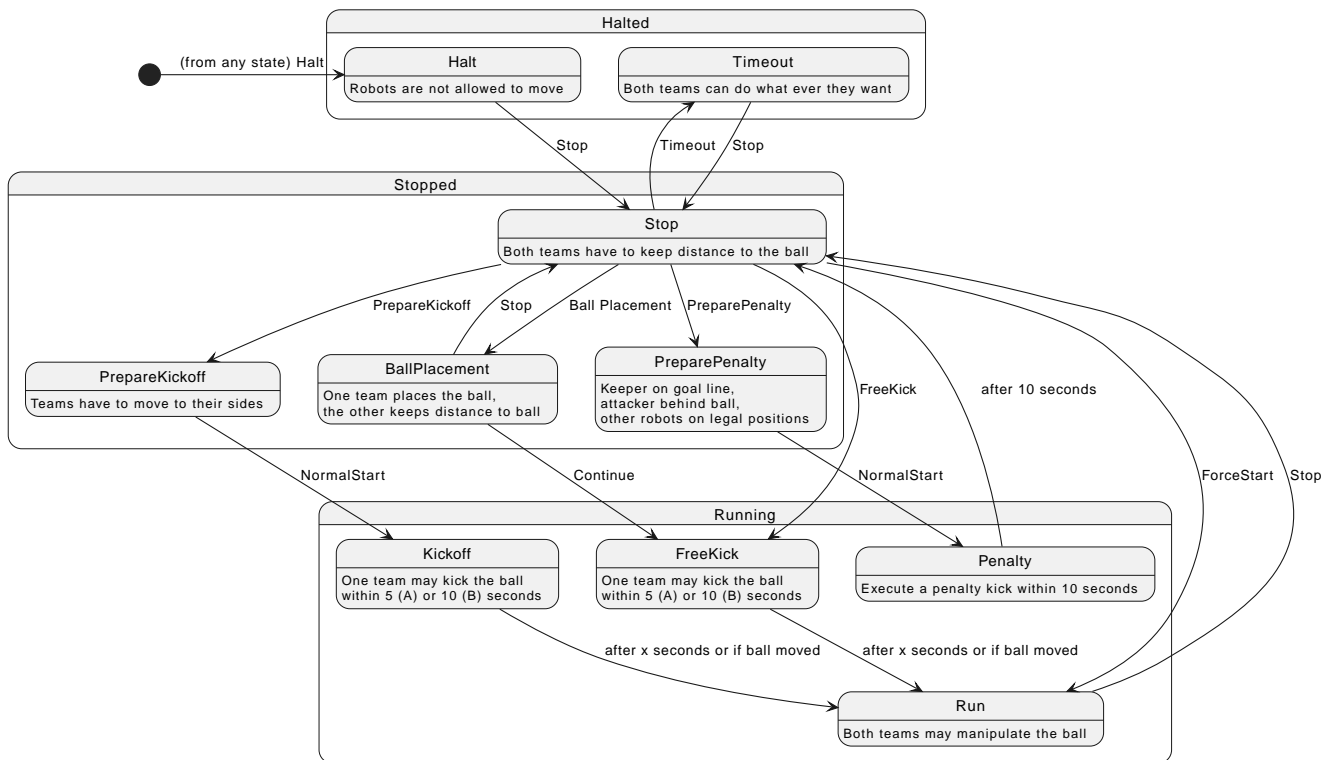 Halted
(from any state) Halt
Halt
Robots are not allowed to move
Timeout
Both teams can do what ever they want
Stop
Timeout
Stop
Stopped
Stop
Both teams have to keep distance to the ball
PrepareKickoff
Stop
Ball Placement
PreparePenalty
PrepareKickoff
Teams have to move to their sides
BallPlacement
One team places the ball,
the other keeps distance to ball
PreparePenalty
Keeper on goal line,
attacker behind ball,
other robots on legal positions
FreeKick
after 10 seconds
NormalStart
Continue
NormalStart
ForceStart
Stop
Running
Kickoff
One team may kick the ball
within 5 (A) or 10 (B) seconds
FreeKick
One team may kick the ball
within 5 (A) or 10 (B) seconds
Penalty
Execute a penalty kick within 10 seconds
after x seconds or if ball moved
after x seconds or if ball moved
Run
Both teams may manipulate the ball